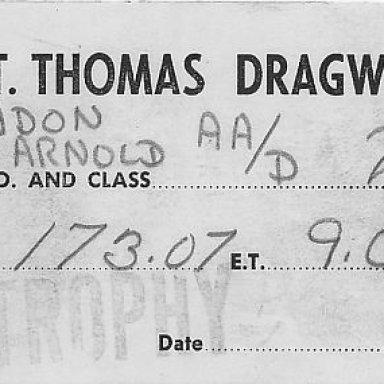 T. THOMAS DRAGW
DON
ARNOLD AA/D
O. AND CLASS
173.07 E.T. 9.0
TROPHY
Date